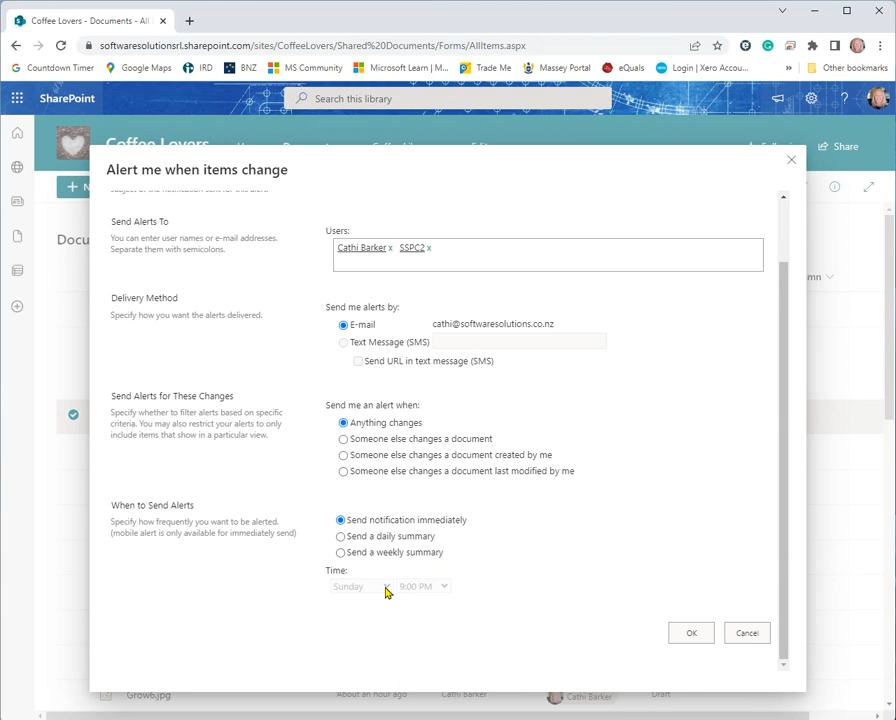 Coffee Lovers - Documents - All
softwaresolutionsrl.sharepoint.com/sites/CoffeeLovers/Shared%20Documents/Forms/AllItems.aspx
Countdown Timer
Google Maps
IRD
BNZ
MS Community
Microsoft Learn | M...
Trade Me
Massey Portal
eQuals
Login | Xero Accou...
»
Other bookmarks
SharePoint
Search this library
Coffee Lovers
Share
Alert me when items change
Subject of the notification sent for this alert.
N
Docu
mn
Send Alerts To
You can enter user names or e-mail addresses.
Separate them with semicolons.
Users:
Cathi Barker x SSPC2 x
Delivery Method
Specify how you want the alerts delivered.
Send me alerts by:
E-mail
cathi@softwaresolutions.co.nz
Text Message (SMS)
Send URL in text message (SMS)
Send Alerts for These Changes
Specify whether to filter alerts based on specific
criteria. You may also restrict your alerts to only
include items that show in a particular view.
Send me an alert when:
Anything changes
Someone else changes a document
Someone else changes a document created by me
Someone else changes a document last modified by me
When to Send Alerts
Specify how frequently you want to be alerted.
(mobile alert is only available for immediately send)
Send notification immediately
Send a daily summary
Send a weekly summary
Time:
Sunday
9:00 PM
OK
Cancel
Grow6.jpg
About an hour ago
Cathi Barker
Cathi Barker
Draft